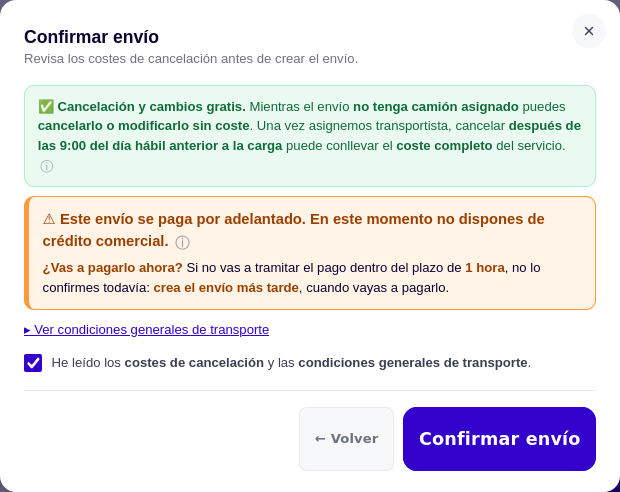 Confirmar envío
Revisa los costes de cancelación antes de crear el envío.
✅ Cancelación y cambios gratis. Mientras el envío no tenga camión asignado puedes
cancelarlo o modificarlo sin coste. Una vez asignemos transportista, cancelar después de
las 9:00 del día hábil anterior a la carga puede conllevar el coste completo del servicio.
ⓘ
⚠ Este envío se paga por adelantado. En este momento no dispones de
crédito comercial. ⓘ
¿Vas a pagarlo ahora? Si no vas a tramitar el pago dentro del plazo de 1 hora, no lo
confirmes todavía: crea el envío más tarde, cuando vayas a pagarlo.
▸ Ver condiciones generales de transporte
He leído los costes de cancelación y las condiciones generales de transporte.
← Volver
Confirmar envío